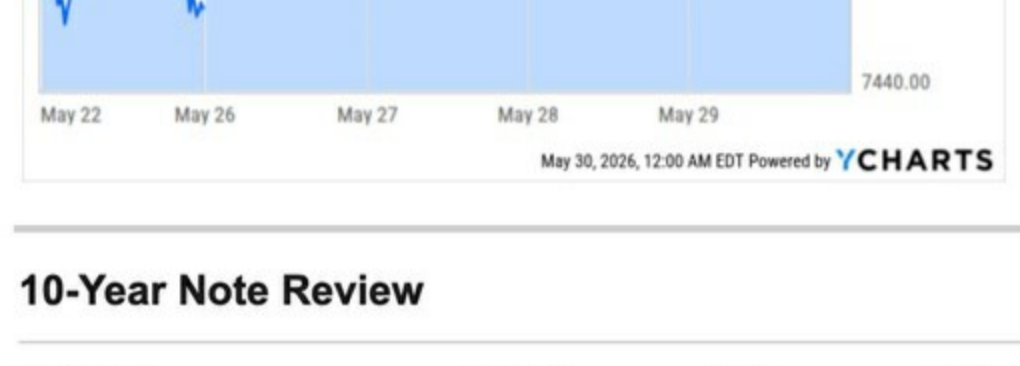 7440.00
May 22 May 26 May 27 May 28 May 29
May 30, 2026, 12:00 AM EDT Powered by YCHARTS
10-Year Note Review